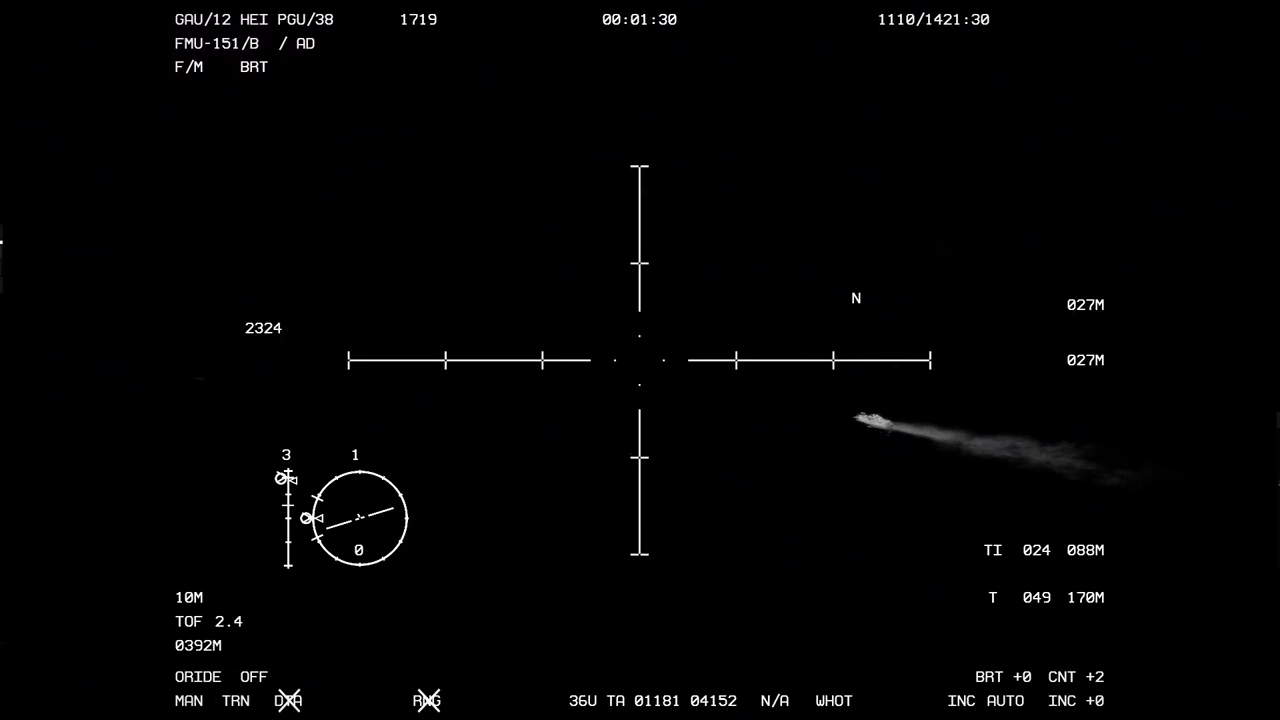 GAU/12 HEI PGU/38 1719 00:01:30 1110/1421:30
FMU-151/B / AD
F/M BRT
N
027M
2324
027M
3 1
0
TI 024 088M
10M
T 049 170M
TOF 2.4
0392M
ORIDE OFF BRT +0 CNT +2
MAN TRN DTA RNG 36U TA 01181 04152 N/A WHOT INC AUTO INC +0